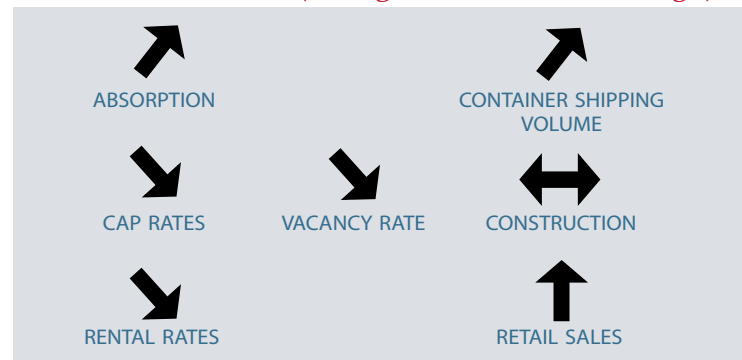 ABSORPTION
CONTAINER SHIPPING
VOLUME
CAP RATES
VACANCY RATE
CONSTRUCTION
RENTAL RATES
RETAIL SALES